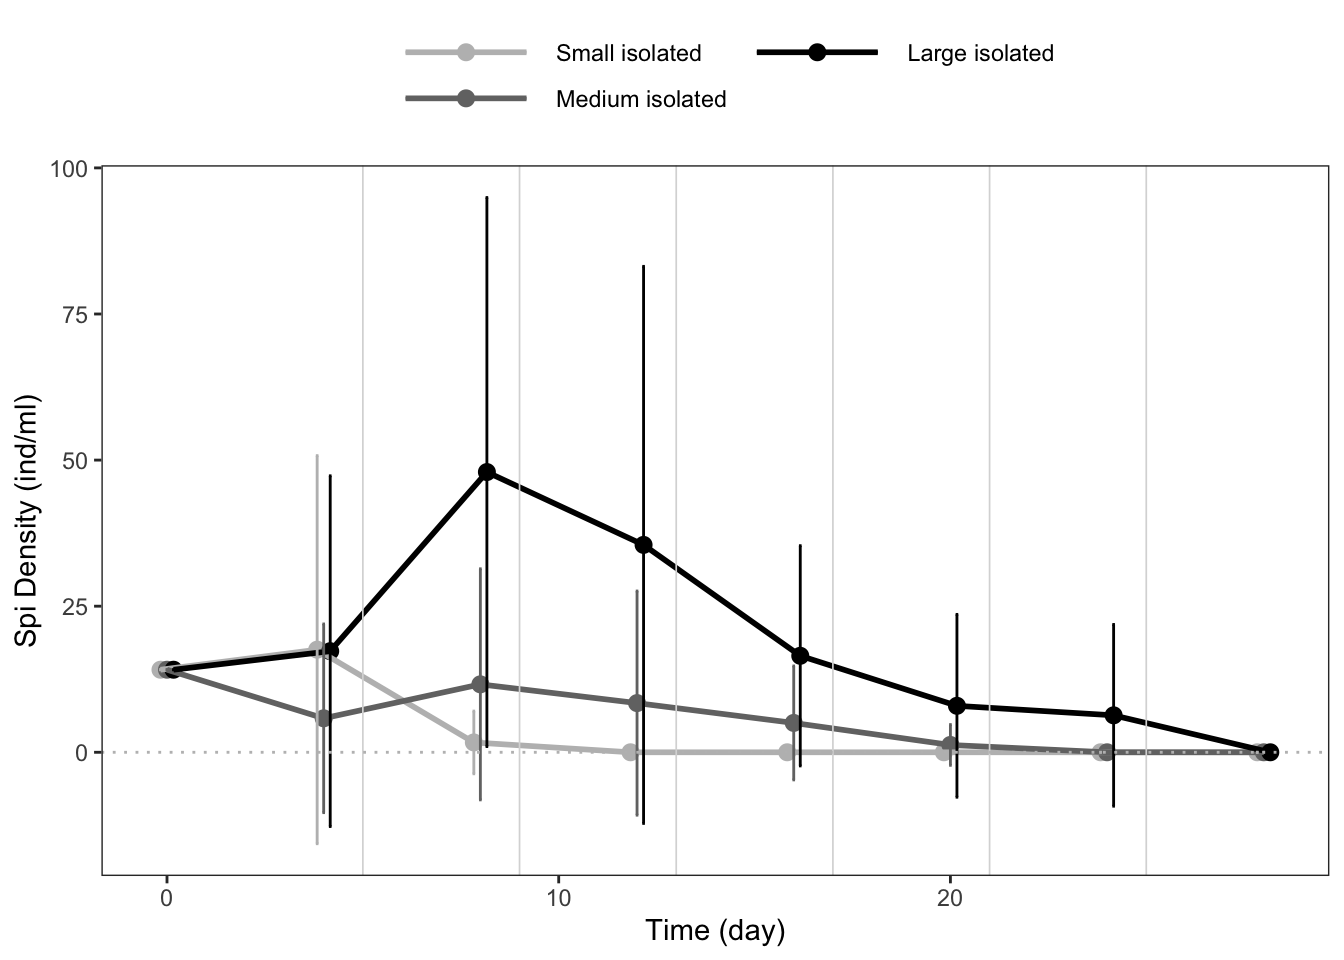 Small isolated
Large isolated
Medium isolated
100
75
50
25
0
Spi Density (ind/ml)
0
10
20
Time (day)